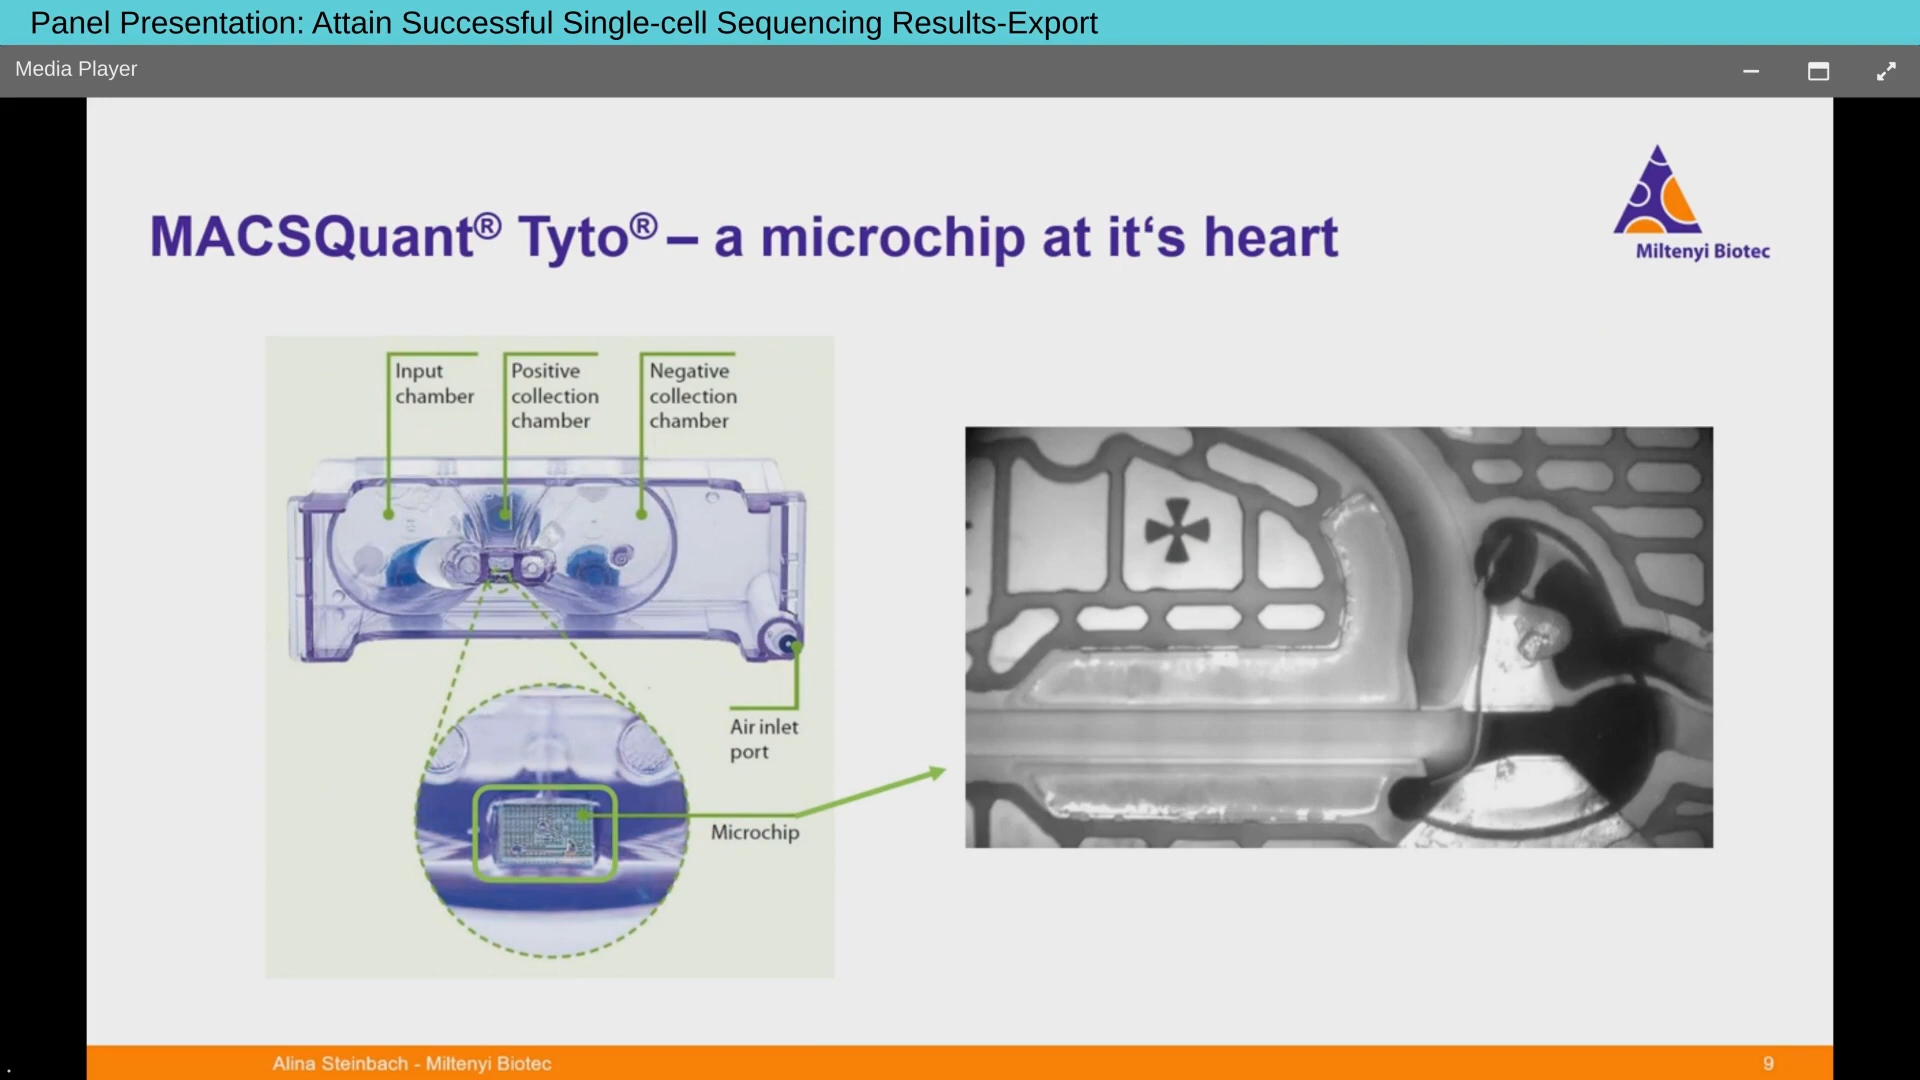 Panel Presentation: Attain Successful Single-cell Sequencing Results-Export
Media Player
MACSQuant® Tyto® – a microchip at it‘s heart
Miltenyi Biotec
Input
chamber
Positive
collection
chamber
Negative
collection
chamber
Air inlet
port
Microchip
Alina Steinbach - Miltenyi Biotec
9